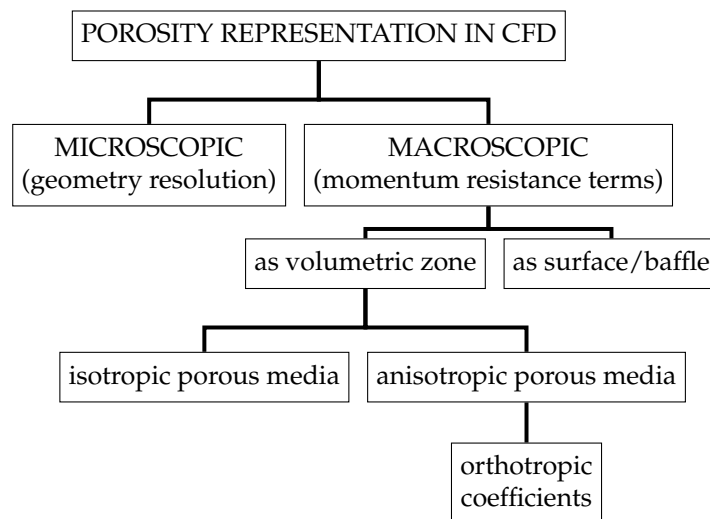 POROSITY REPRESENTATION IN CFD
MICROSCOPIC
(geometry resolution)
MACROSCOPIC
(momentum resistance terms)
as volumetric zone
as surface/baffle
isotropic porous media
anisotropic porous media
orthotropic
coefficients